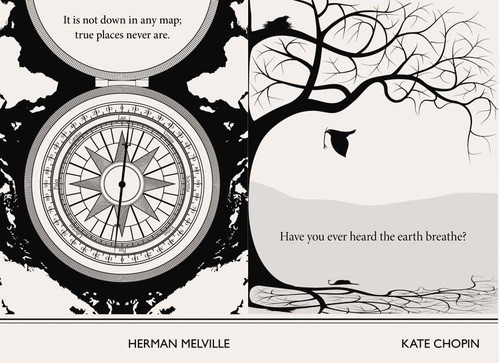 It is not down in any map;
true places never are.
Have you ever heard the earth breathe?
HERMAN MELVILLE
KATE CHOPIN